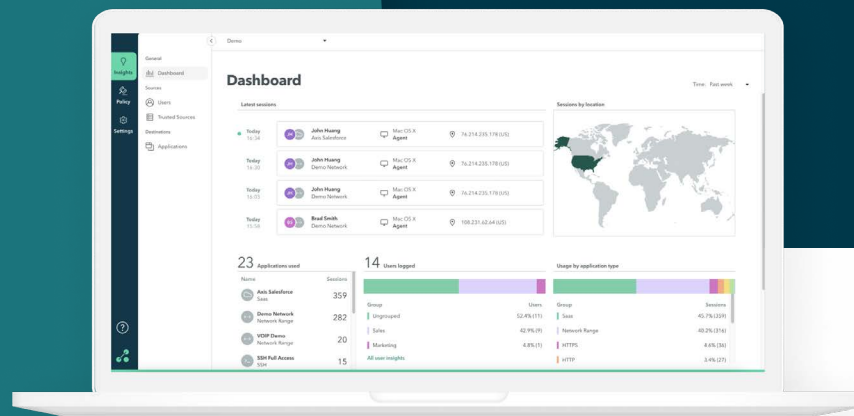 Demo
Insights
Policy
Settings
General
Dashboard
Sources
Users
Trusted Sources
Destinations
Applications
Dashboard
Time: Past week
Latest sessions
Today
16:34
JH
John Huang
Axis Salesforce
Mac OS X
Agent
76.214.235.178 (US)
Today
16:30
JH
John Huang
Demo Network
Mac OS X
Agent
76.214.235.178 (US)
Today
16:03
JH
John Huang
Demo Network
Mac OS X
Agent
76.214.235.178 (US)
Today
15:58
Brad Smith
Demo Network
Mac OS X
Agent
108.231.62.64 (US)
Sessions by location
23 Applications used
Name Sessions
Axis Salesforce
Saas
359
Demo Network
Network Range
282
VOIP Demo
Network Range
20
SSH Full Access
SSH
15
14 Users logged
Group Users
Ungrouped 52.4% (11)
Sales 42.9% (9)
Marketing 4.8% (1)
All user insights
Usage by application type
Group Sessions
Saas 45.7% (359)
Network Range 40.2% (316)
HTTPS 4.6% (36)
HTTP 3.4% (27)